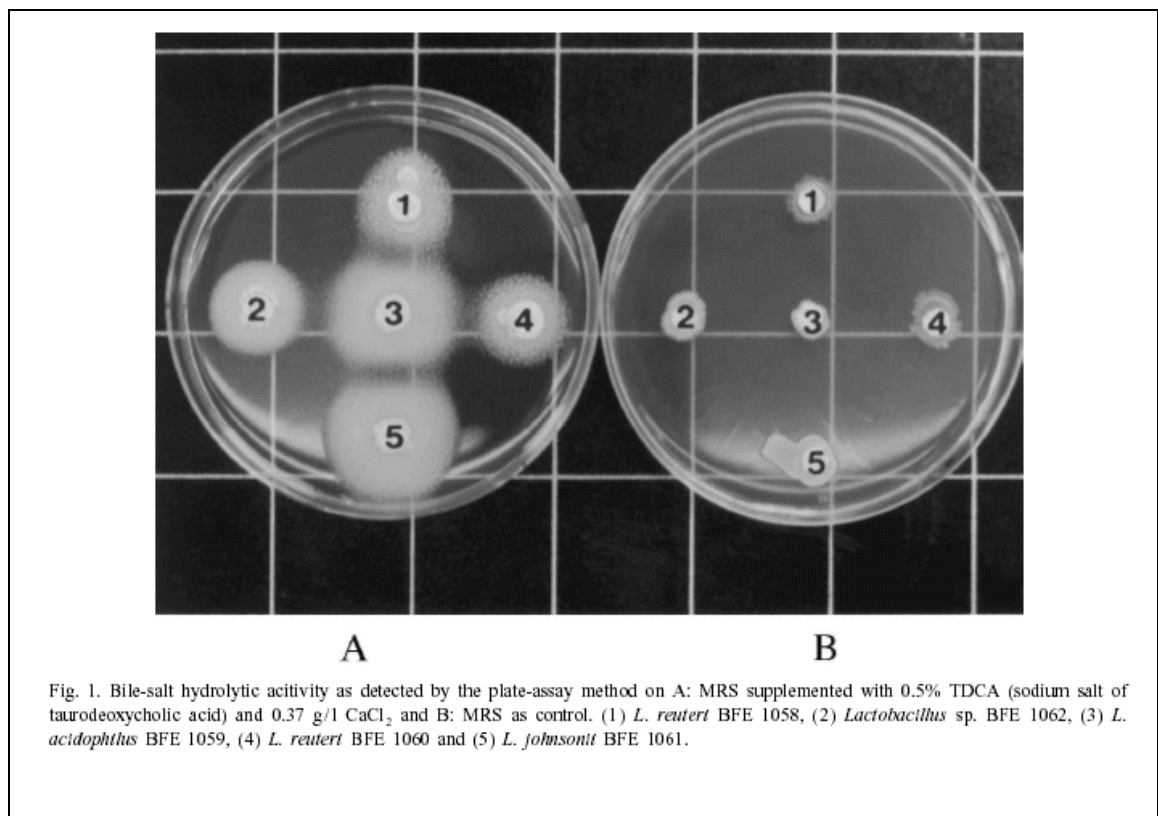 1
2
3
4
5
1
2
3
4
5
A
B
Fig. 1. Bile-salt hydrolytic acitivity as detected by the plate-assay method on A: MRS supplemented with 0.5% TDCA (sodium salt of
taurodeoxycholic acid) and 0.37 g/l CaCl₂ and B: MRS as control. (1) L. reuteri BFE 1058, (2) Lactobacillus sp. BFE 1062, (3) L.
acidophilus BFE 1059, (4) L. reuteri BFE 1060 and (5) L. johnsonii BFE 1061.